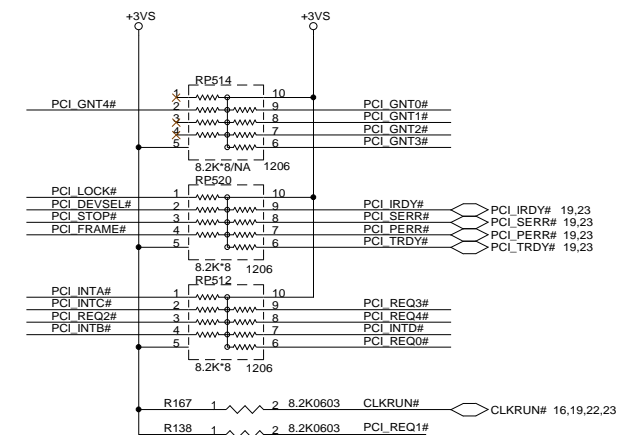 +3VS +3VS
RP514
1 10
PCI_GNT4# 2 9 PCI_GNT0#
3 8 PCI_GNT1#
4 7 PCI_GNT2#
5 6 PCI_GNT3#
8.2K*8/NA 1206
RP520
PCI_LOCK# 1 10
PCI_DEVSEL# 2 9 PCI_IRDY# PCI_IRDY# 19,23
PCI_STOP# 3 8 PCI_SERR# PCI_SERR# 19,23
PCI_FRAME# 4 7 PCI_PERR# PCI_PERR# 19,23
5 6 PCI_TRDY# PCI_TRDY# 19,23
8.2K*8 1206
RP512
PCI_INTA# 1 10
PCI_INTC# 2 9 PCI_REQ3#
PCI_REQ2# 3 8 PCI_REQ4#
PCI_INTB# 4 7 PCI_INTD#
5 6 PCI_REQ0#
8.2K*8 1206
R167 1 2 8.2K0603 CLKRUN# CLKRUN# 16,19,22,23
R138 1 2 8.2K0603 PCI_REQ1#